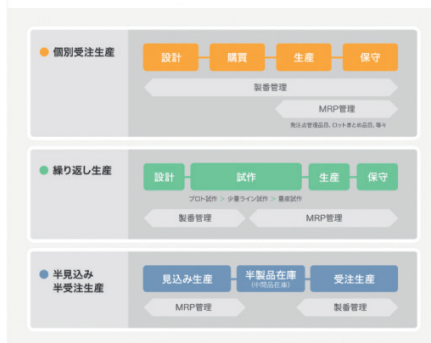 個別受注生産
設計 購買 生産 保守
製番管理
MRP管理
発注点管理品目、ロットまとめ品目、等々
繰り返し生産
設計 試作 生産 保守
プロト試作 > 少量ライン試作 > 量産試作
製番管理 MRP管理
半見込み
半受注生産
見込み生産 半製品在庫 受注生産
(中間品在庫)
MRP管理 製番管理